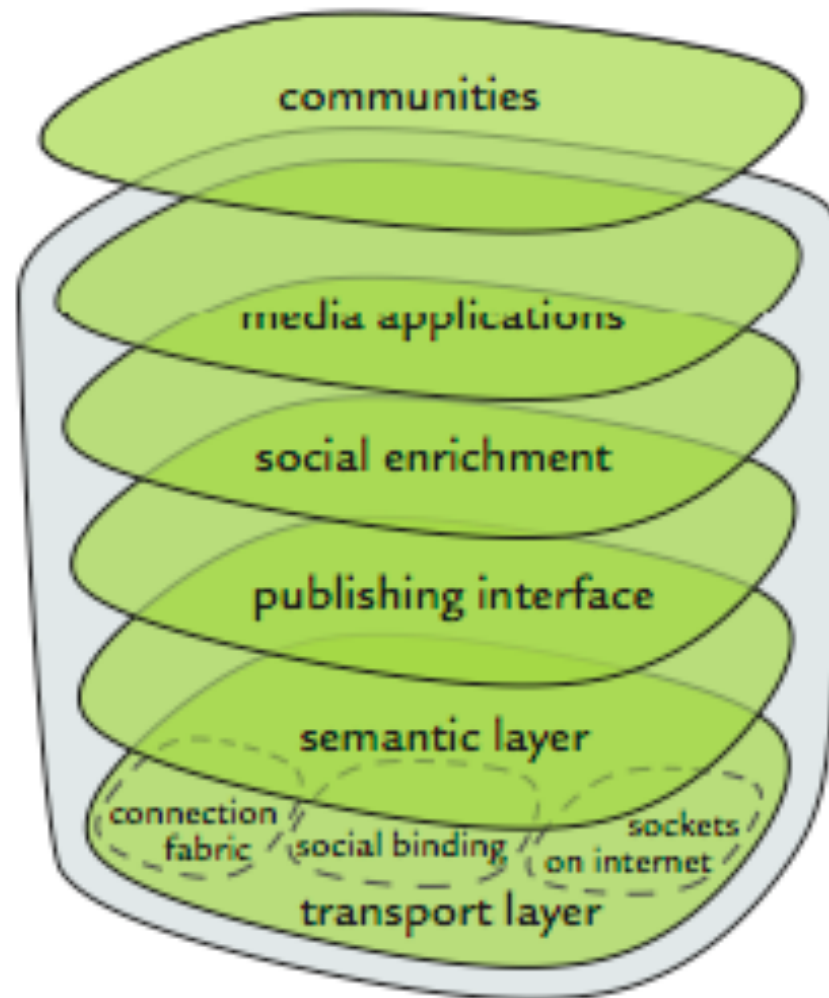 communities
media applications
social enrichment
publishing interface
semantic layer
connection
fabric
social binding
sockets
on internet
transport layer